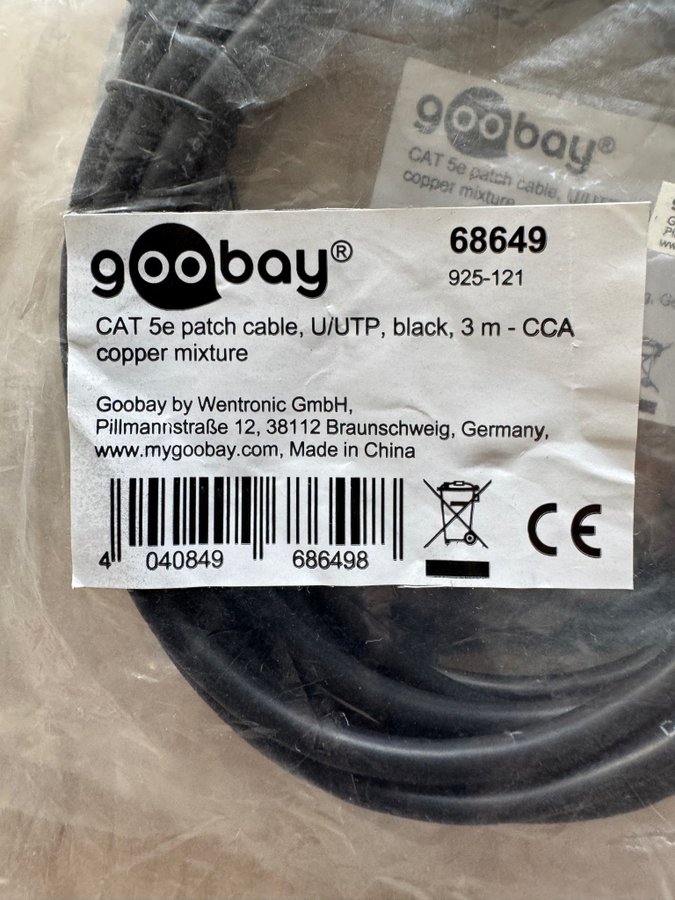 goobay®
CAT 5e patch cable, U/UTP
copper mixture
goobay®
68649
925-121
CAT 5e patch cable, U/UTP, black, 3 m - CCA
copper mixture
Goobay by Wentronic GmbH,
Pillmannstraße 12, 38112 Braunschweig, Germany,
www.mygoobay.com, Made in China
4 040849 686498
CE